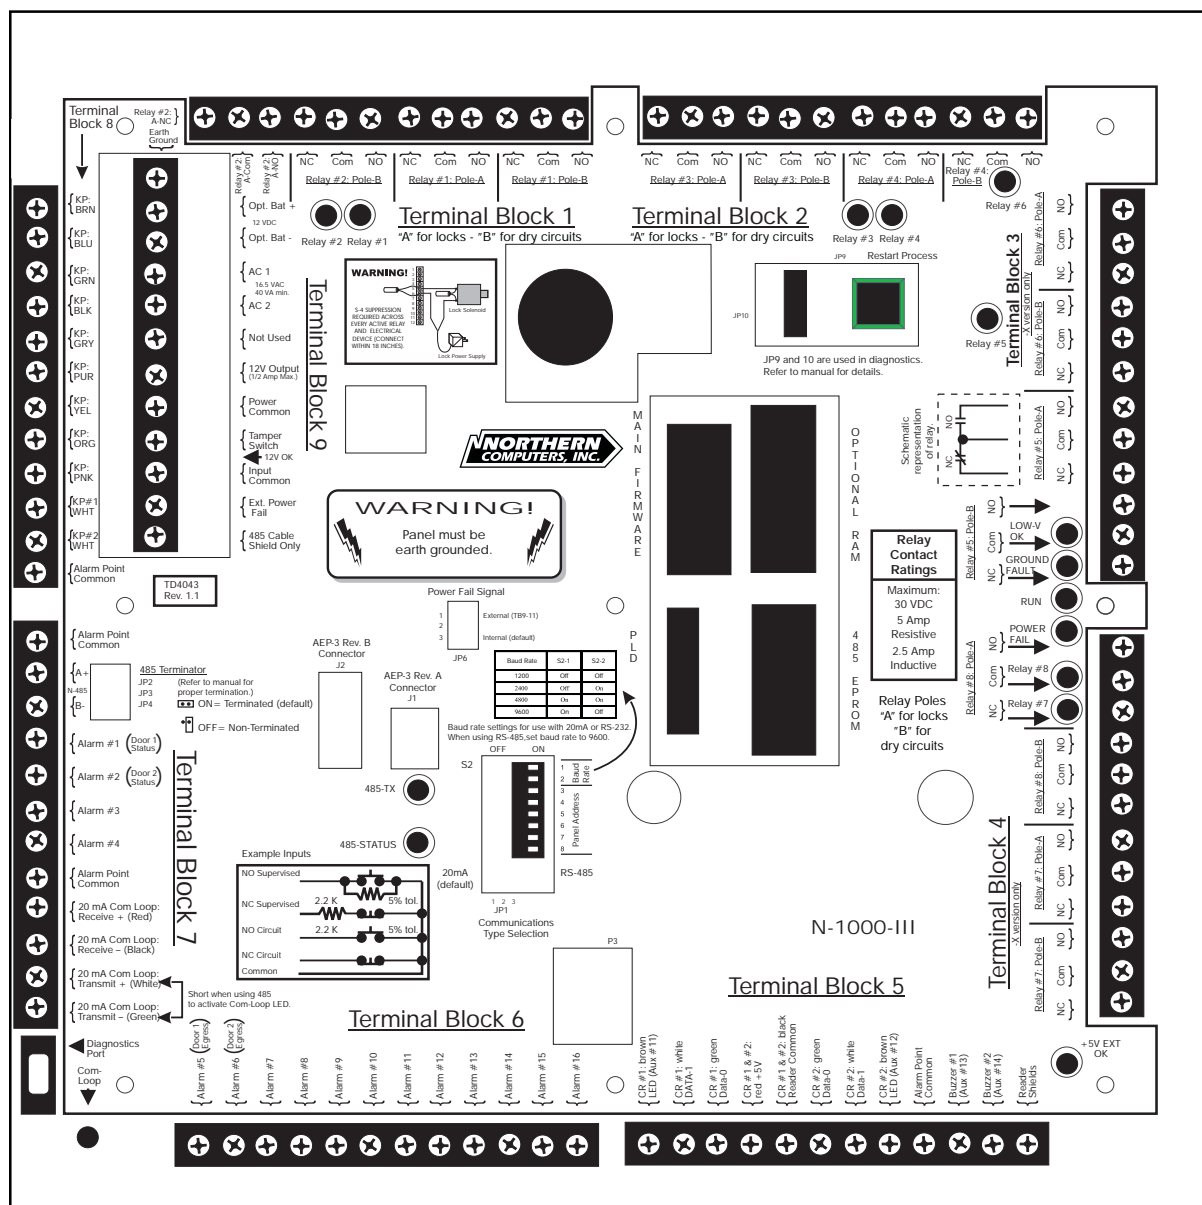 Terminal
Block 8
Relay #2:
A-NC
Earth
Ground
Relay #2:
A-Com
Relay #2:
A-NO
NC
Com
NO
NC
Com
NO
NC
Com
NO
Relay #2: Pole-B
Relay #1: Pole-A
Relay #1: Pole-B
NC
Com
NO
NC
Com
NO
NC
Com
NO
NC
Com
NO
Relay #3: Pole-A
Relay #3: Pole-B
Relay #4: Pole-A
Relay #4:
Pole-B
Relay #6
Terminal Block 1
"A" for locks - "B" for dry circuits
Relay #2 Relay #1
Terminal Block 2
"A" for locks - "B" for dry circuits
Relay #3 Relay #4
KP:
BRN
KP:
BLU
KP:
GRN
KP:
BLK
KP:
GRY
KP:
PUR
KP:
YEL
KP:
ORG
KP:
PNK
KP#1
WHT
KP#2
WHT
Alarm Point
Common
Opt. Bat +
12 VDC
Opt. Bat -
AC 1
16.5 VAC
40 VA min.
AC 2
Not Used
12V Output
(1/2 Amp Max.)
Power
Common
Tamper
Switch
12V OK
Input
Common
Ext. Power
Fail
485 Cable
Shield Only
Terminal Block 9
WARNING!
S-4 SUPPRESSION
REQUIRED ACROSS
EVERY ACTIVE RELAY
AND ELECTRICAL
DEVICE (CONNECT
WITHIN 18 INCHES).
Lock Solenoid
Lock Power Supply
JP9
Restart Process
JP10
JP9 and 10 are used in diagnostics.
Refer to manual for details.
Relay #5
Terminal Block 3
-X version only
Relay #6: Pole-A
NO
Com
NC
Relay #6: Pole-B
NO
Com
NC
Relay #5: Pole-A
NO
Com
NC
Relay #5: Pole-B
NO
Com
NC
Schematic
representation
of relay.
NO
NC
NORTHERN
COMPUTERS, INC.
MAIN FIRMWARE
OPTIONAL RAM
PLD
485 EPROM
WARNING!
Panel must be
earth grounded.
TD4043
Rev. 1.1
Relay
Contact
Ratings
Maximum:
30 VDC
5 Amp
Resistive
2.5 Amp
Inductive
Relay Poles
"A" for locks
"B" for
dry circuits
LOW-V
OK
GROUND
FAULT
RUN
POWER
FAIL
Relay #8
Relay #7
Relay #8: Pole-A
NO
Com
NC
Relay #8: Pole-B
NO
Com
NC
Relay #7: Pole-A
NO
Com
NC
Relay #7: Pole-B
NO
Com
NC
Terminal Block 4
-X version only
Power Fail Signal
1
2
3
External (TB9-11)
Internal (default)
JP6
AEP-3 Rev. B
Connector
J2
AEP-3 Rev. A
Connector
J1
Baud Rate S2-1 S2-2
1200 Off Off
2400 Off On
4800 On On
9600 On Off
Baud rate settings for use with 20mA or RS-232.
When using RS-485,set baud rate to 9600.
OFF ON
S2
1
2
3
4
5
6
7
8
Baud
Rate
Panel Address
20mA
(default)
RS-485
1 2 3
JP1
Communications
Type Selection
485-TX
485-STATUS
Alarm Point
Common
A+
N-485
B-
485 Terminator
JP2
JP3
JP4
(Refer to manual for
proper termination.)
ON= Terminated (default)
OFF= Non-Terminated
Alarm #1 (Door 1
Status)
Alarm #2 (Door 2
Status)
Alarm #3
Alarm #4
Alarm Point
Common
20 mA Com Loop:
Receive + (Red)
20 mA Com Loop:
Receive – (Black)
20 mA Com Loop:
Transmit + (White)
20 mA Com Loop:
Transmit – (Green)
Short when using 485
to activate Com-Loop LED.
Terminal Block 7
Example Inputs
NO Supervised
NC Supervised
2.2 K
5% tol.
NO Circuit
2.2 K
5% tol.
NC Circuit
Common
P3
N-1000-III
Terminal Block 5
Terminal Block 6
Diagnostics
Port
Com-
Loop
(Door 1
Egress)
Alarm #5
(Door 2
Egress)
Alarm #6
Alarm #7
Alarm #8
Alarm #9
Alarm #10
Alarm #11
Alarm #12
Alarm #13
Alarm #14
Alarm #15
Alarm #16
CR #1: brown
LED (Aux #11)
CR #1: white
DATA-1
CR #1: green
Data-0
CR #1 & #2:
red +5V
CR #1 & #2: black
Reader Common
CR #2: green
Data-0
CR #2: white
Data-1
CR #2: brown
LED (Aux #12)
Alarm Point
Common
Buzzer #1
(Aux #13)
Buzzer #2
(Aux #14)
Reader
Shields
+5V EXT
OK